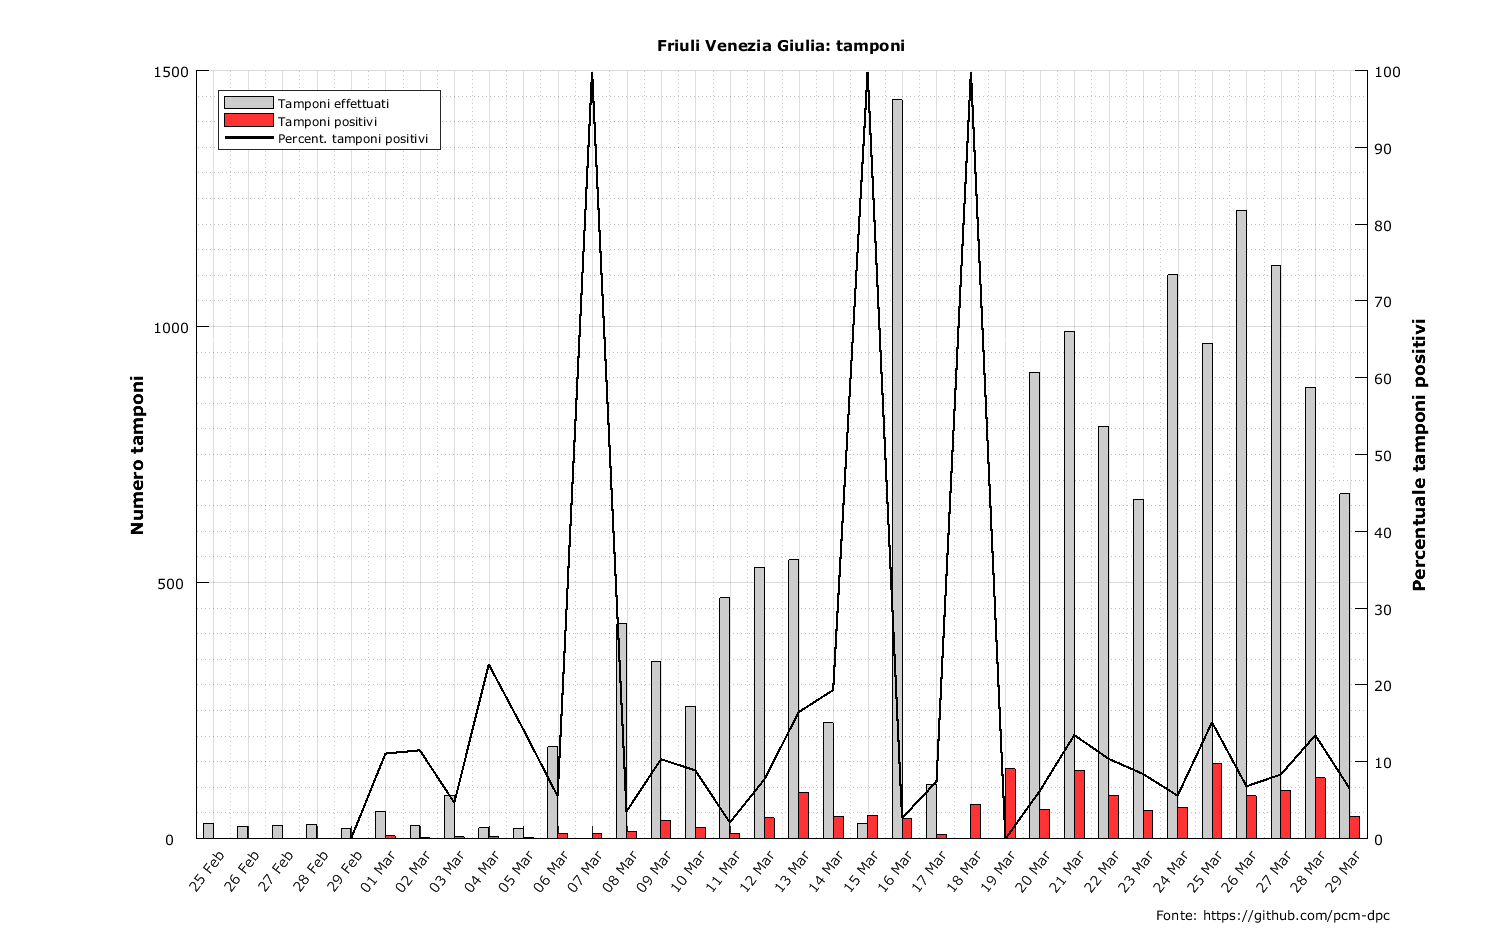 Friuli Venezia Giulia: tamponi
Tamponi effettuati
Tamponi positivi
Percent. tamponi positivi
Numero tamponi
1500
1000
500
0
Percentuale tamponi positivi
100
90
80
70
60
50
40
30
20
10
0
25 Feb
26 Feb
27 Feb
28 Feb
29 Feb
01 Mar
02 Mar
03 Mar
04 Mar
05 Mar
06 Mar
07 Mar
08 Mar
09 Mar
10 Mar
11 Mar
12 Mar
13 Mar
14 Mar
15 Mar
16 Mar
17 Mar
18 Mar
19 Mar
20 Mar
21 Mar
22 Mar
23 Mar
24 Mar
25 Mar
26 Mar
27 Mar
28 Mar
29 Mar
Fonte: https://github.com/pcm-dpc